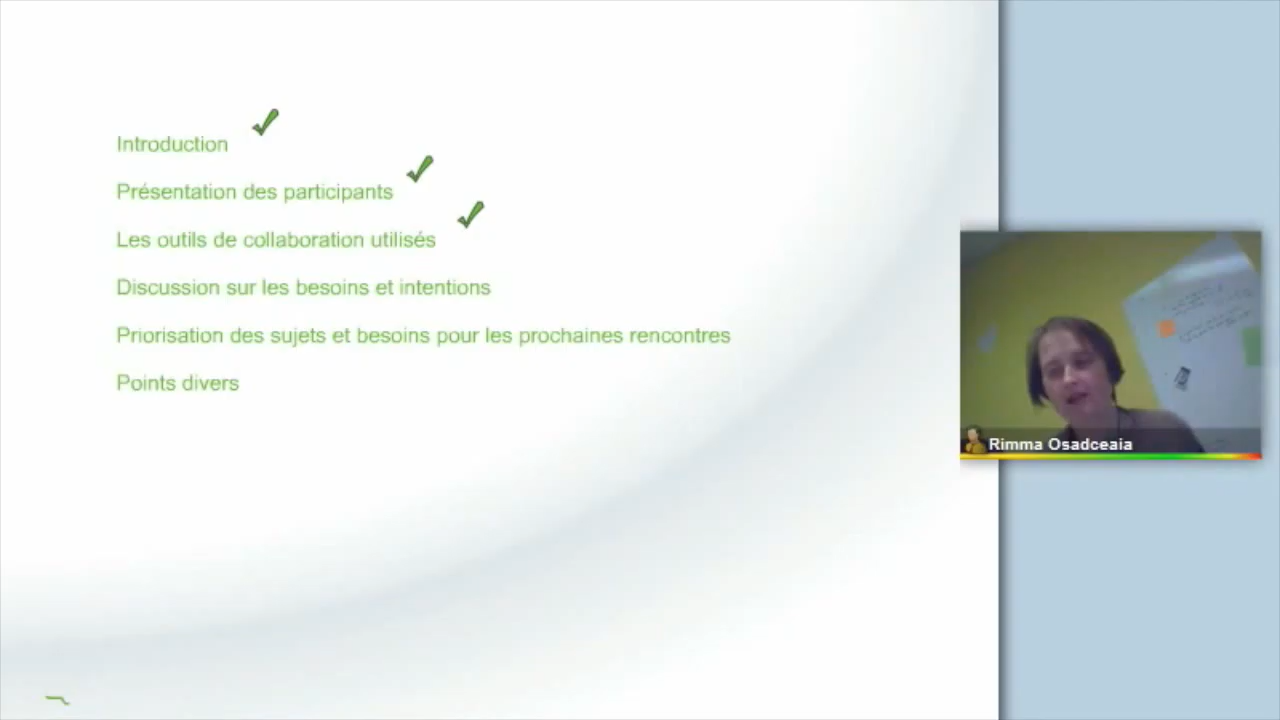 Introduction
Présentation des participants
Les outils de collaboration utilisés
Discussion sur les besoins et intentions
Priorisation des sujets et besoins pour les prochaines rencontres
Points divers
Rimma Osadceaia